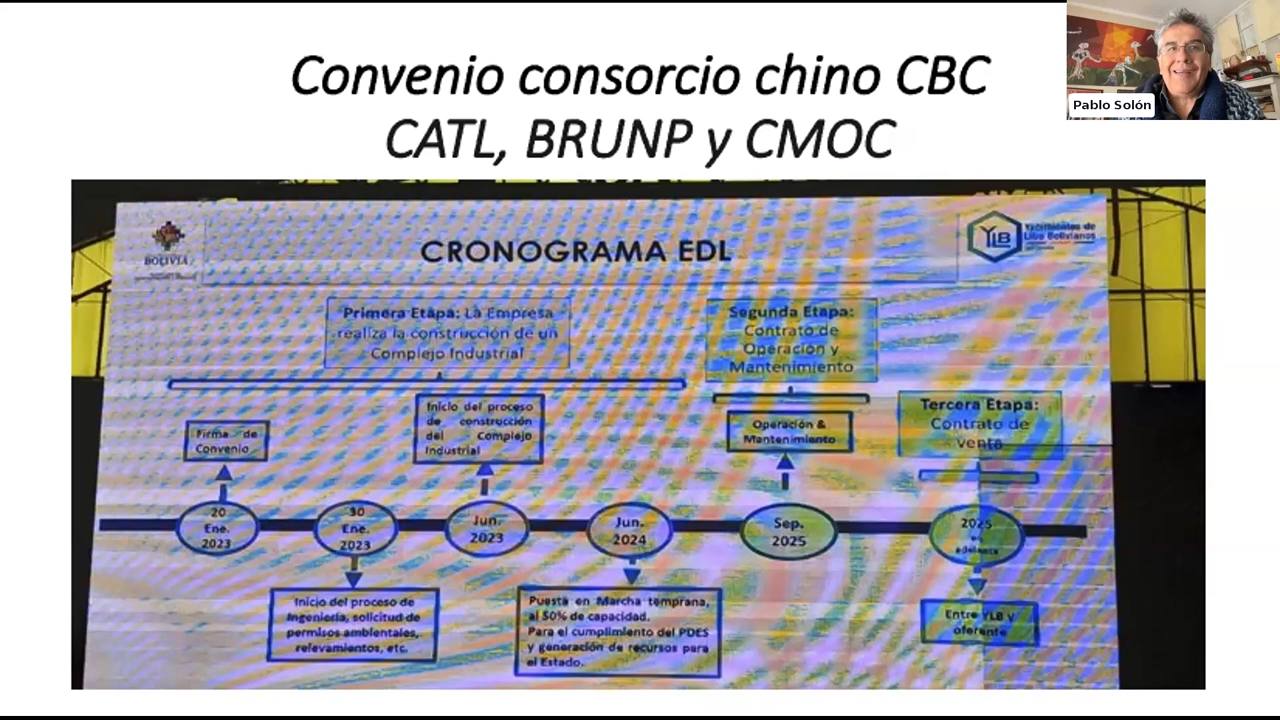 Convenio consorcio chino CBC
CATL, BRUNP y CMOC
Pablo Solón
BOLIVIA
CRONOGRAMA EDL
YLB
Yacimientos de
Litio Bolivianos
Primera Etapa: La Empresa
realiza la construcción de un
Complejo Industrial
Segunda Etapa:
Contrato de
Operación y
Mantenimiento
Tercera Etapa:
Contrato de
venta
Firma de
Convenio
Inicio del proceso
de construcción
del Complejo
Industrial
Operación &
Mantenimiento
20
Ene.
2023
30
Ene.
2023
Jun.
2023
Jun.
2024
Sep.
2025
2025
en
adelante
Inicio del proceso de
Ingeniería, solicitud de
permisos ambientales,
relevamientos, etc.
Puesta en Marcha temprana,
al 50% de capacidad.
Para el cumplimiento del PDES
y generación de recursos para
el Estado.
Entre YLB y
oferente